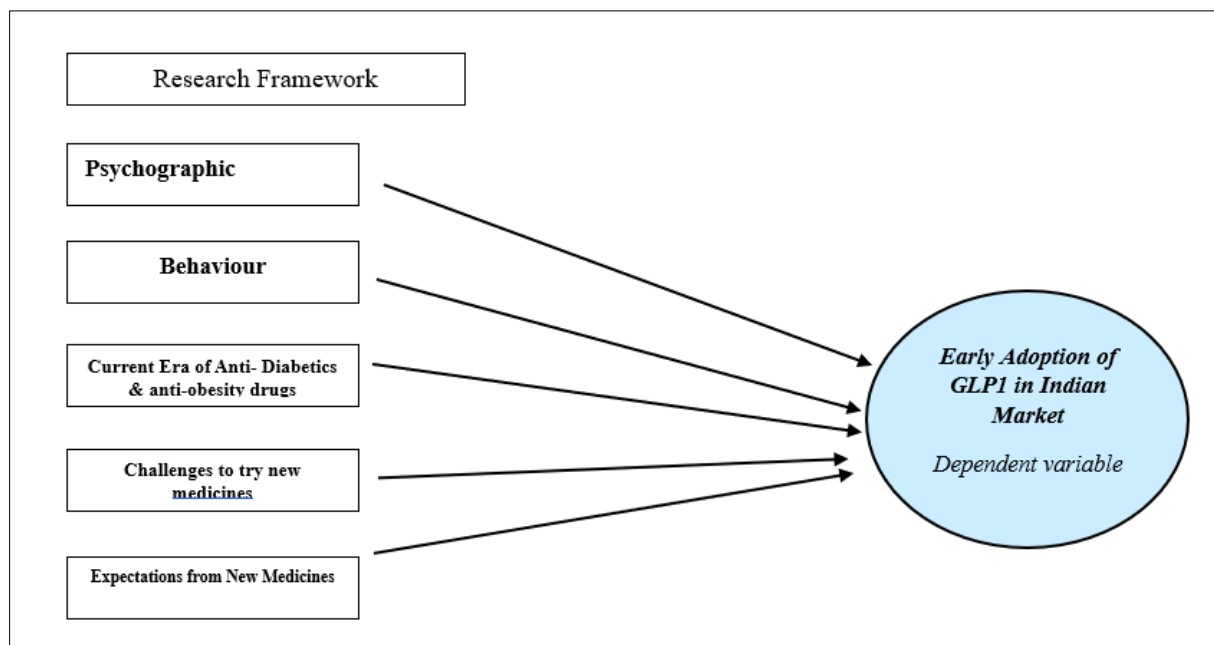 Research Framework
Psychographic
Behaviour
Current Era of Anti- Diabetics
& anti-obesity drugs
Challenges to try new
medicines
Expectations from New Medicines
Early Adoption of
GLP1 in Indian
Market
Dependent variable